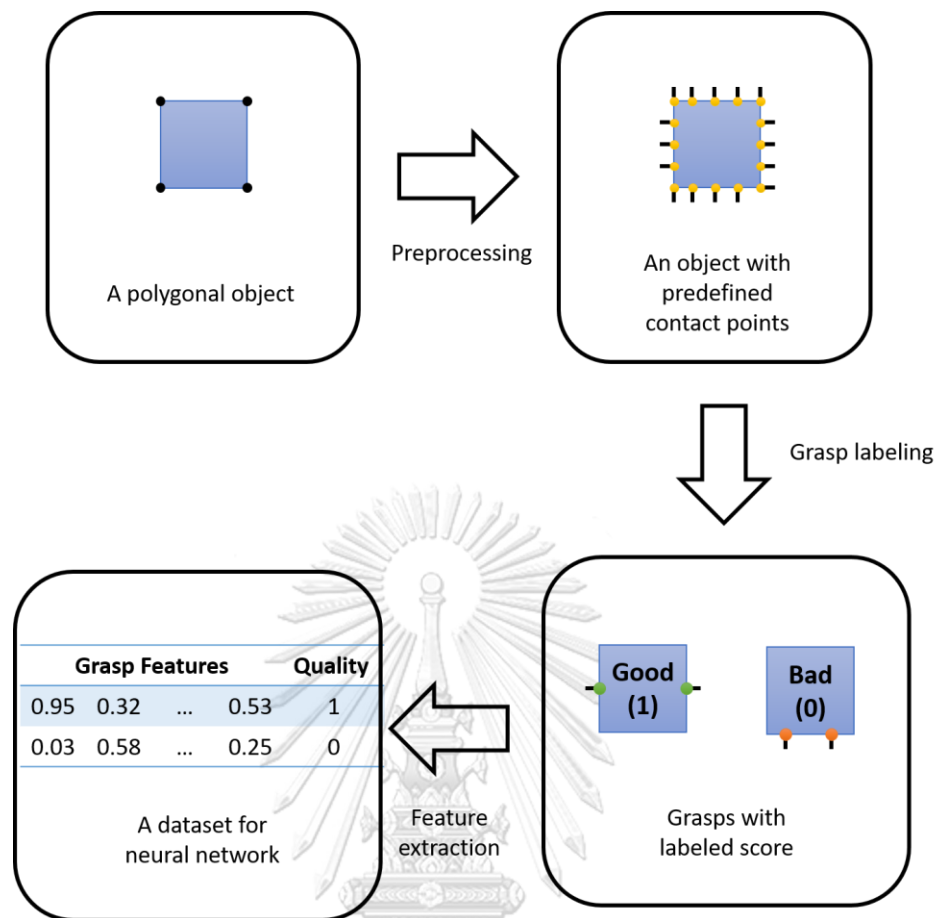 A polygonal object
Preprocessing
An object with
predefined
contact points
Grasp labeling
Good
(1)
Bad
(0)
Grasps with
labeled score
Feature
extraction
Grasp Features Quality
0.95 0.32 ... 0.53 1
0.03 0.58 ... 0.25 0
A dataset for
neural network